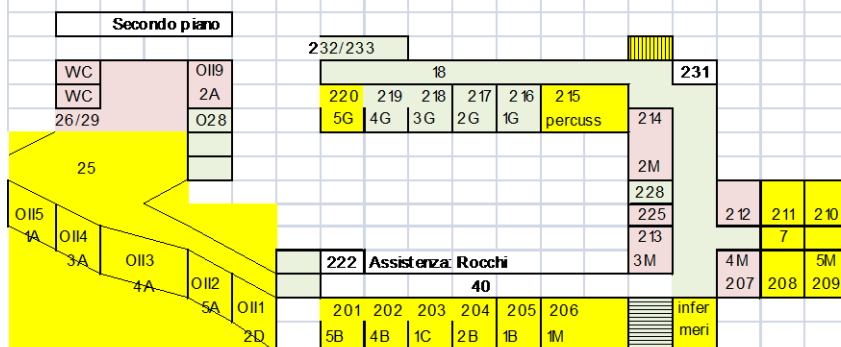 Secondo piano
232/233
WC OII9 18 231
WC 2A 220 219 218 217 216 215
26/29 O28 5G 4G 3G 2G 1G percuss 214
25 2M
228
OII5 225 212 211 210
1A OII4 213 7
3A OII3 222 Assistenza: Rocchi 3M 4M 5M
4A OII2 40 207 208 209
5A OII1 201 202 203 204 205 206 infer
2D 5B 4B 1C 2B 1B 1M meri